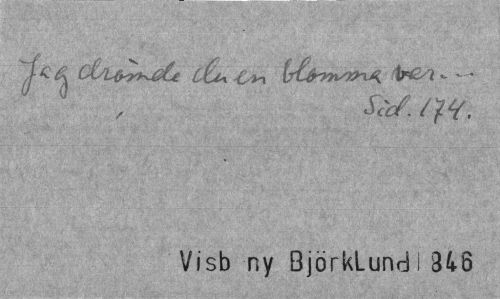 Jag drömde du en blomma var...
Sid. 174.
Visb ny Björklund 846